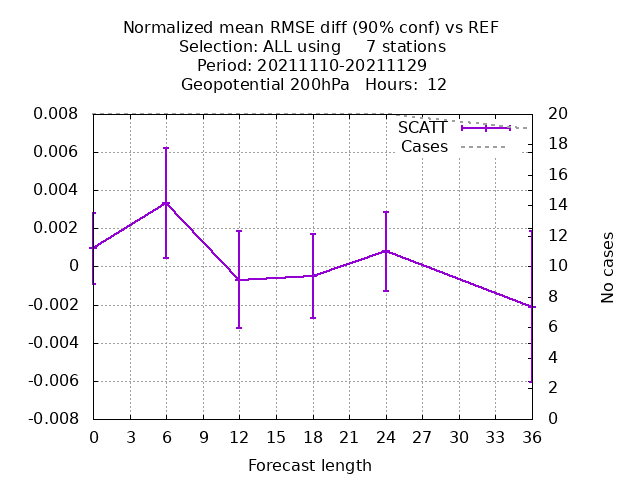 Normalized mean RMSE diff (90% conf) vs REF
Selection: ALL using 7 stations
Period: 20211110-20211129
Geopotential 200hPa Hours: 12
SCATT
Cases
0.008
0.006
0.004
0.002
0
-0.002
-0.004
-0.006
-0.008
20
18
16
14
12
10
8
6
4
2
0
No cases
0 3 6 9 12 15 18 21 24 27 30 33 36
Forecast length